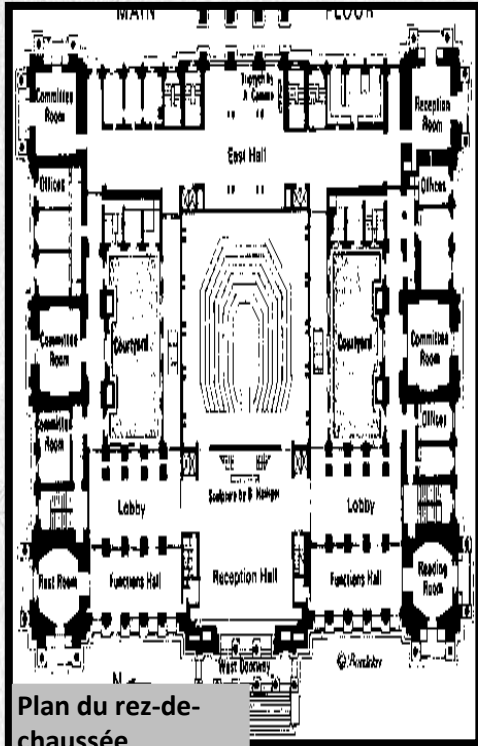 MAIN FLOOR
Committee
Room
Reception
Room
East Hall
Offices
Offices
Courtyard
Courtyard
Committee
Room
Committee
Room
Committee
Room
Offices
Sculpture by
Lobby
Lobby
Rest Room
Functions Hall
Reception Hall
Functions Hall
Reading
Room
West Doorway
N
Plan du rez-de-
chaussée